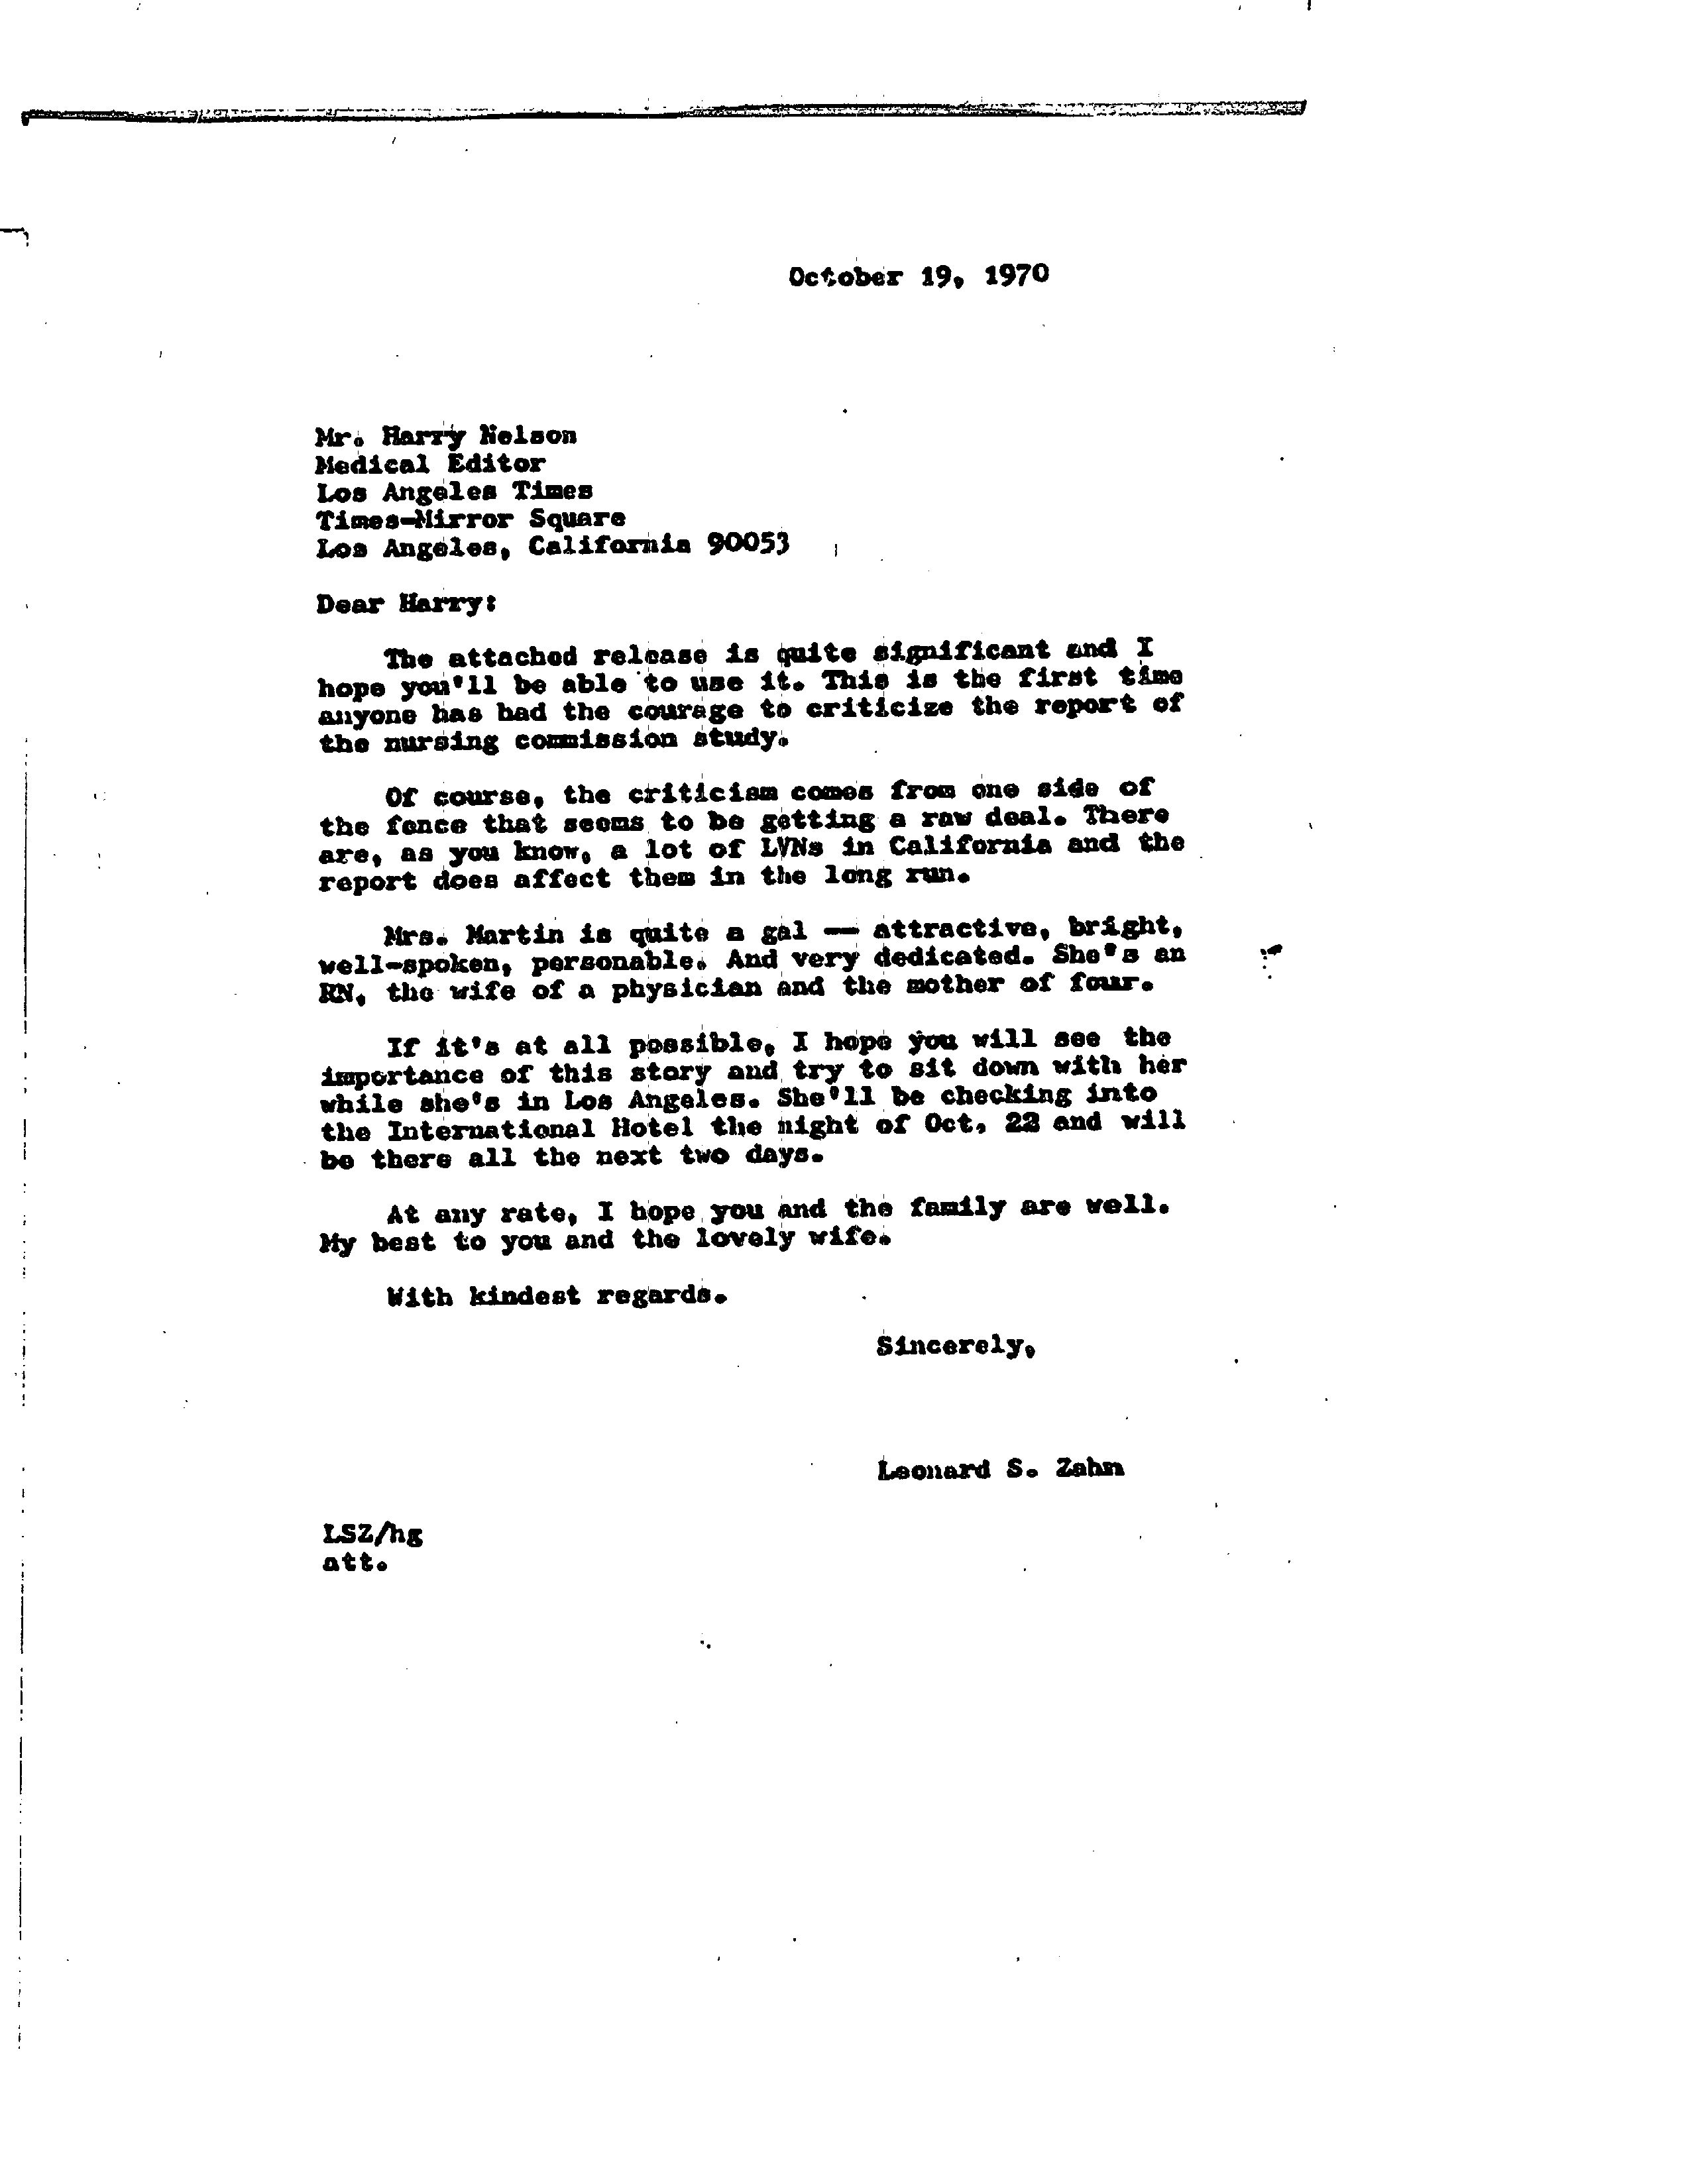 October 19, 1970
Mr. Harry Nelson
Medical Editor
Los Angeles Times
Times-Mirror Square
Los Angeles, California 90053
Dear Harry:
The attached release is quite significant and I
hope you'll be able to use it. This is the first time
anyone has had the courage to criticize the report of
the nursing commission study.
Of course, the criticism comes from one side of
the fence that seems to be getting a raw deal. There
are, as you know, a lot of LVNs in California and the
report does affect them in the long run.
Mrs. Martin is quite a gal — attractive, bright,
well-spoken, personable. And very dedicated. She's an
RN, the wife of a physician and the mother of four.
If it's at all possible, I hope you will see the
importance of this story and try to sit down with her
while she's in Los Angeles. She'll be checking into
the International Hotel the night of Oct. 22 and will
be there all the next two days.
At any rate, I hope you and the family are well.
My best to you and the lovely wife.
With kindest regards.
Sincerely,
Leonard S. Zahn
LSZ/hg
att.